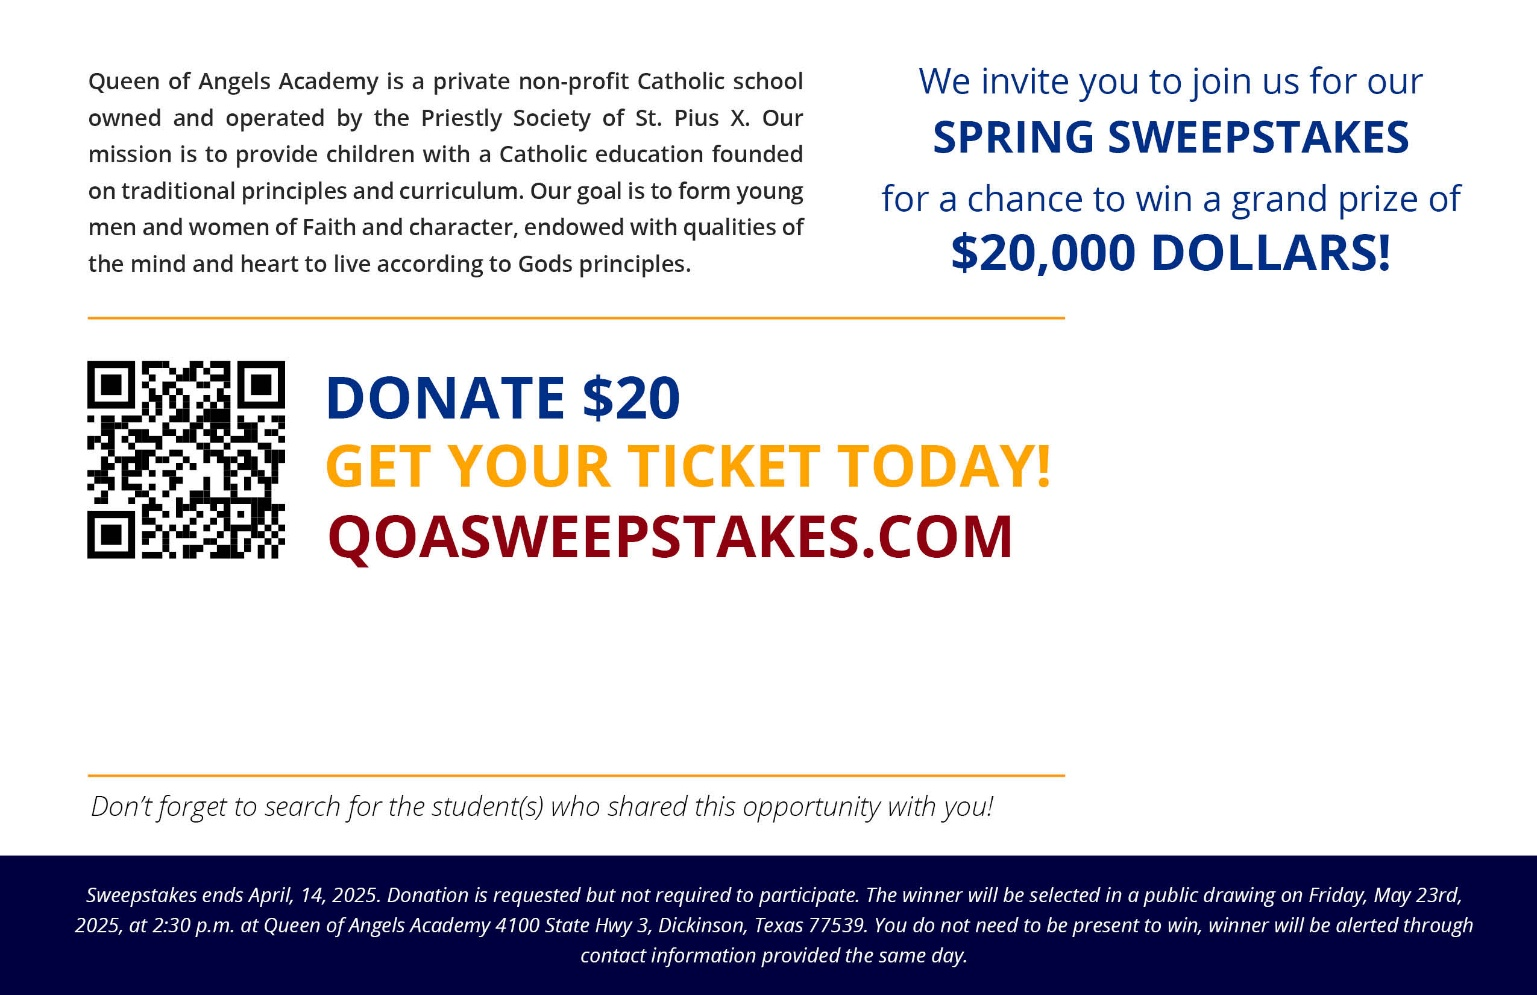 Queen of Angels Academy is a private non-profit Catholic school
owned and operated by the Priestly Society of St. Pius X. Our
mission is to provide children with a Catholic education founded
on traditional principles and curriculum. Our goal is to form young
men and women of Faith and character, endowed with qualities of
the mind and heart to live according to Gods principles.
We invite you to join us for our
SPRING SWEEPSTAKES
for a chance to win a grand prize of
$20,000 DOLLARS!
DONATE $20
GET YOUR TICKET TODAY!
QOASWEEPSTAKES.COM
Don’t forget to search for the student(s) who shared this opportunity with you!
Sweepstakes ends April, 14, 2025. Donation is requested but not required to participate. The winner will be selected in a public drawing on Friday, May 23rd,
2025, at 2:30 p.m. at Queen of Angels Academy 4100 State Hwy 3, Dickinson, Texas 77539. You do not need to be present to win, winner will be alerted through
contact information provided the same day.